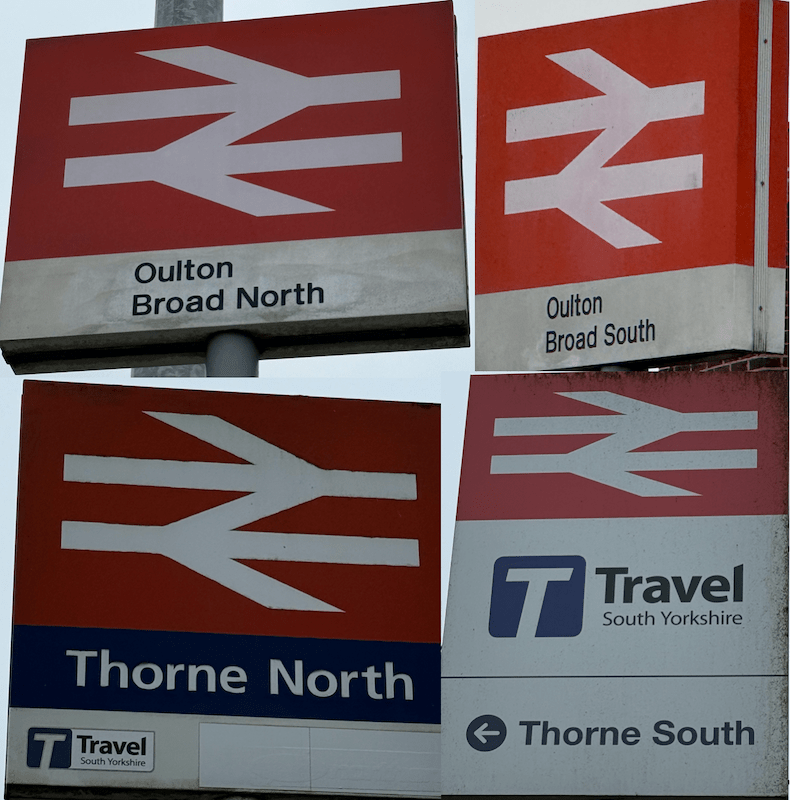 Oulton
Broad North
Oulton
Broad South
Thorne North
T Travel
South Yorkshire
T Travel
South Yorkshire
Thorne South